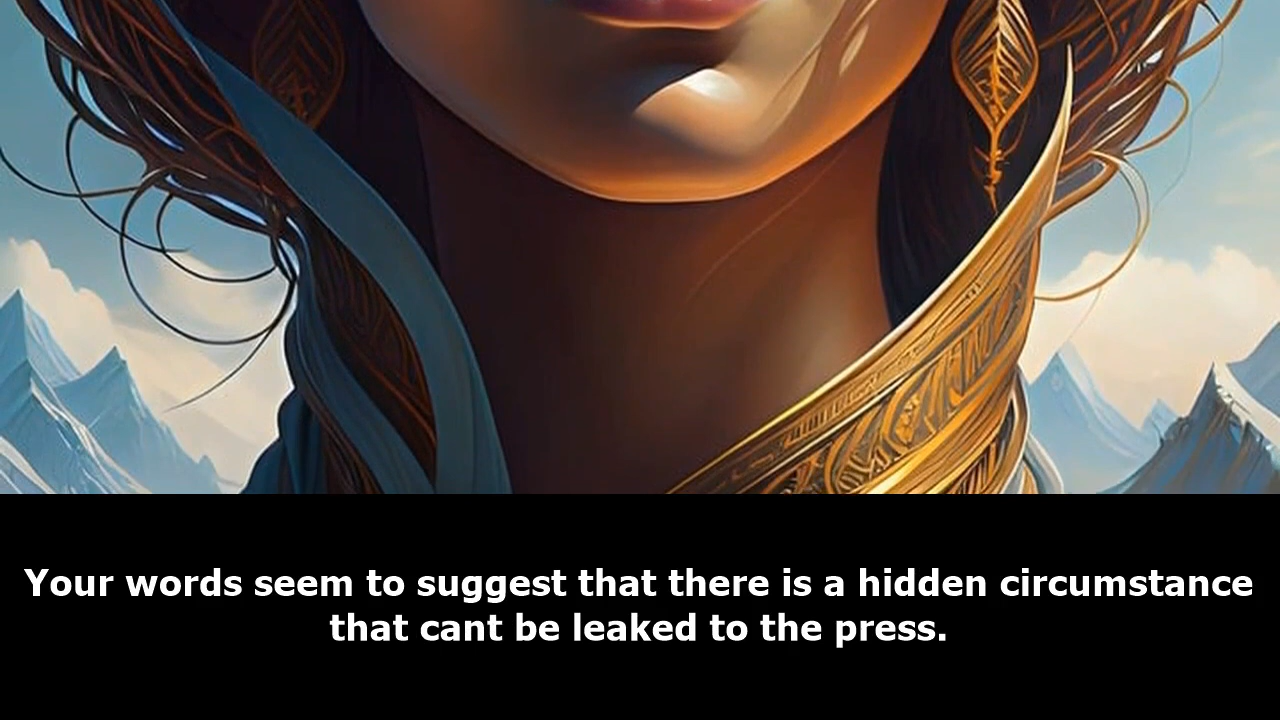 Your words seem to suggest that there is a hidden circumstance
that cant be leaked to the press.